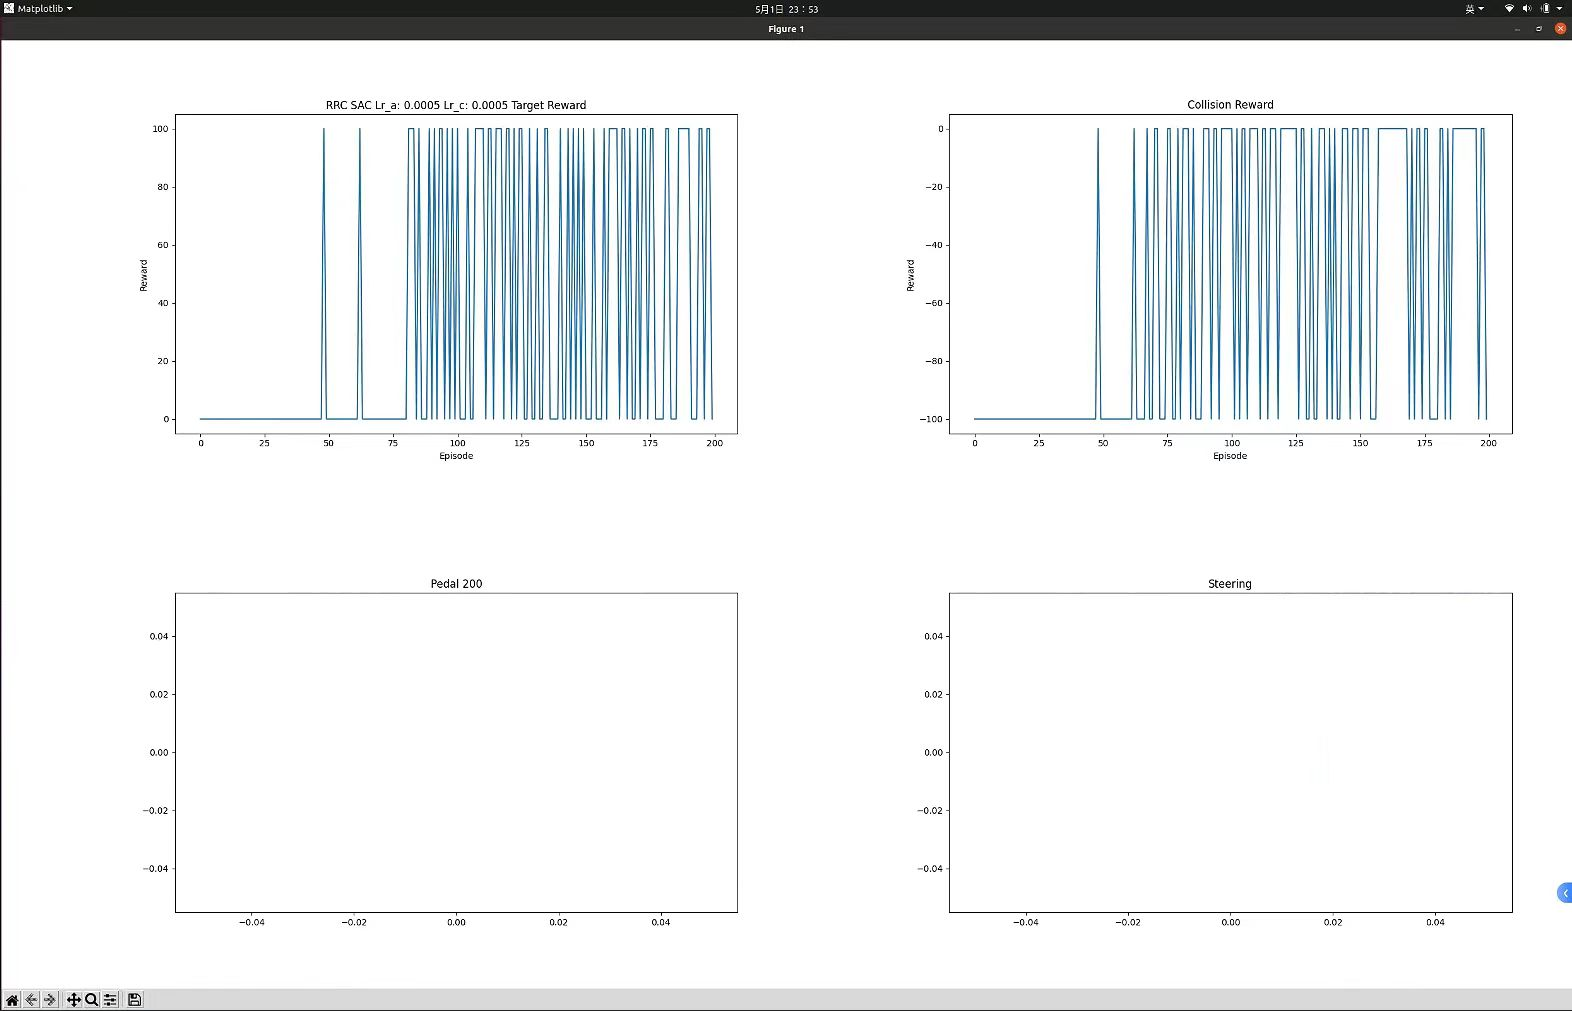 Matplotlib
5月1日 23：53
英
Figure 1
RRC SAC Lr_a: 0.0005 Lr_c: 0.0005 Target Reward
100
80
60
40
20
0
Reward
0 25 50 75 100 125 150 175 200
Episode
Collision Reward
0
−20
−40
−60
−80
−100
Reward
0 25 50 75 100 125 150 175 200
Episode
Pedal 200
0.04
0.02
0.00
−0.02
−0.04
−0.04 −0.02 0.00 0.02 0.04
Steering
0.04
0.02
0.00
−0.02
−0.04
−0.04 −0.02 0.00 0.02 0.04